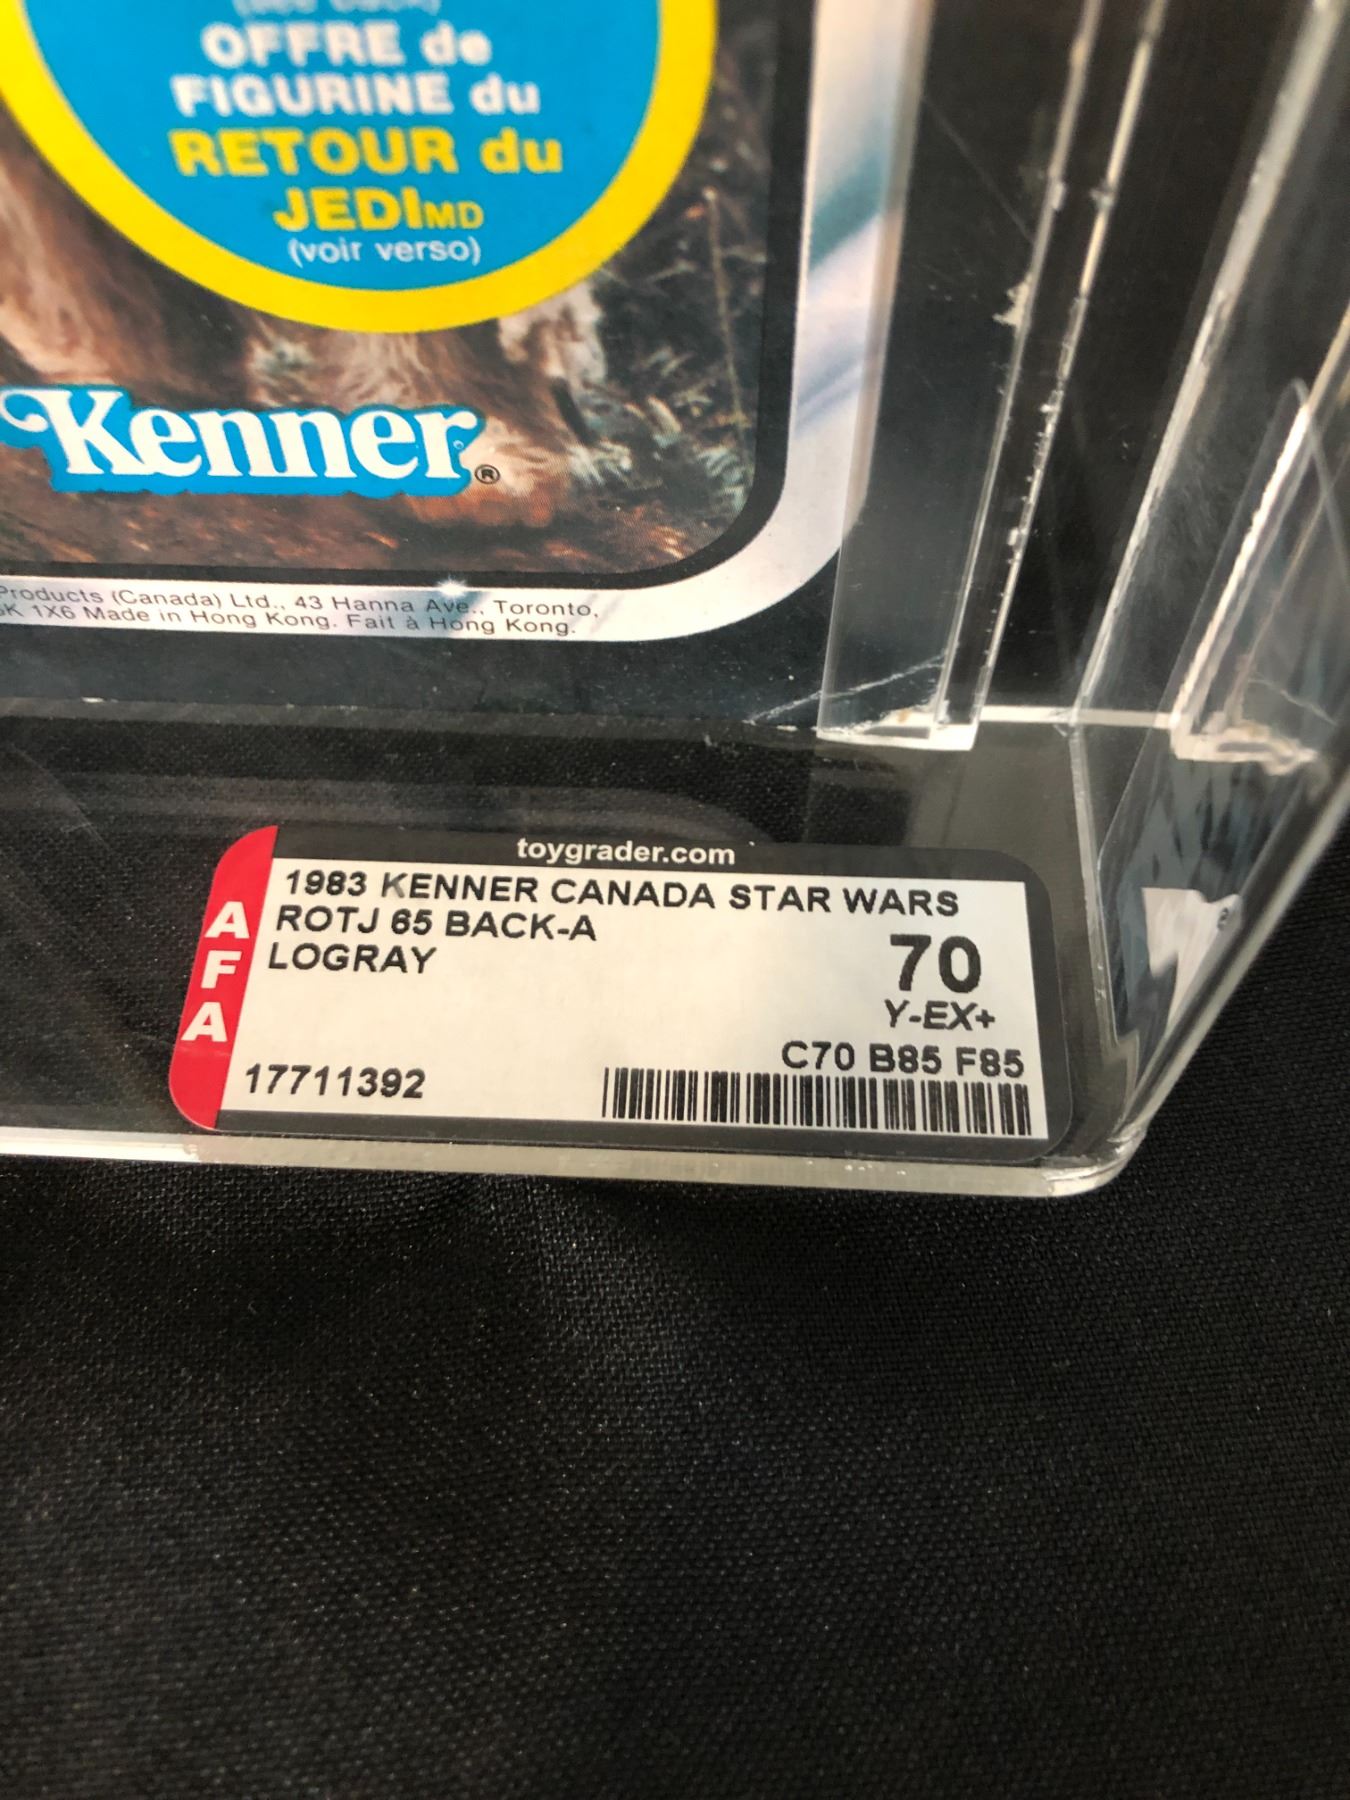 OFFRE de
FIGURINE du
RETOUR du
JEDIMD
(voir verso)
Kenner®
Products (Canada) Ltd., 43 Hanna Ave., Toronto,
1X6 Made in Hong Kong. Fait à Hong Kong.
toygrader.com
AFA
1983 KENNER CANADA STAR WARS
ROTJ 65 BACK-A
LOGRAY
70
Y-EX+
C70 B85 F85
17711392